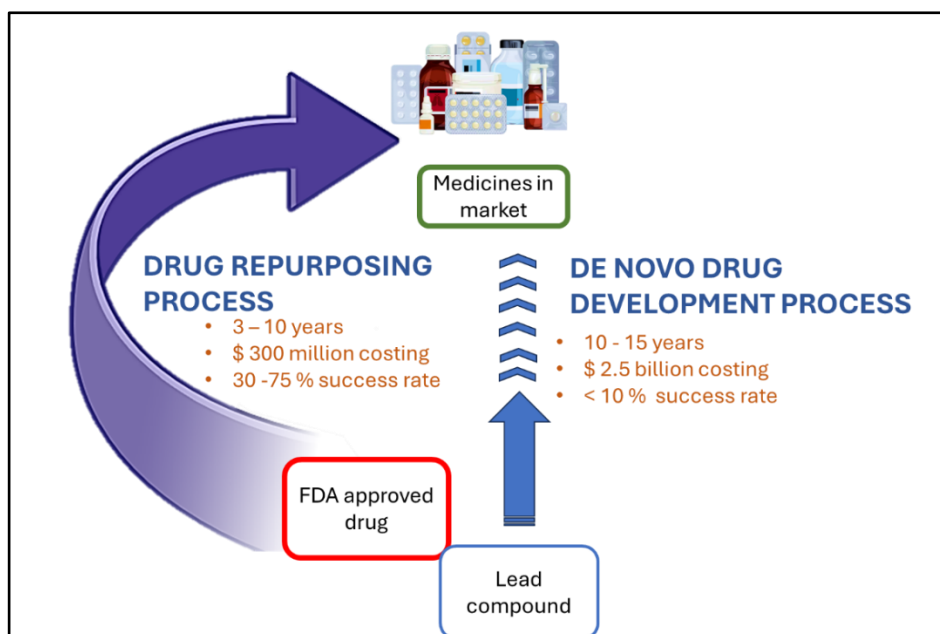 Medicines in
market
DRUG REPURPOSING
PROCESS
• 3 – 10 years
• $ 300 million costing
• 30 -75 % success rate
DE NOVO DRUG
DEVELOPMENT PROCESS
• 10 - 15 years
• $ 2.5 billion costing
• < 10 % success rate
FDA approved
drug
Lead
compound